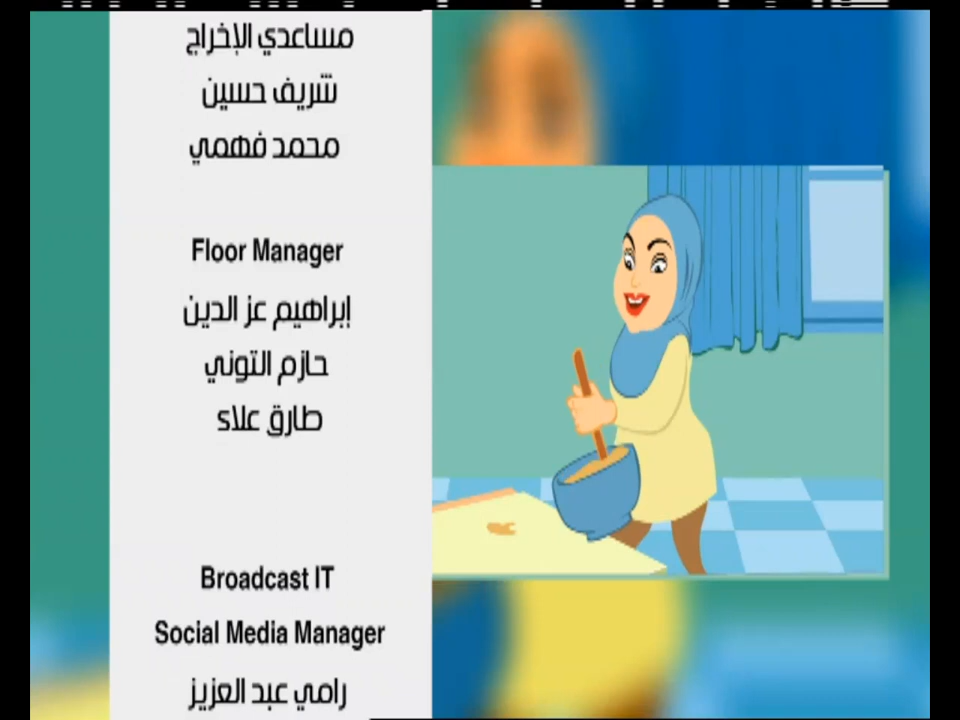 مساعدي الإخراج
شريف حسين
محمد فهمي
Floor Manager
إبراهيم عز الدين
حازم التوني
طارق علاء
Broadcast IT
Social Media Manager
رامي عبد العزيز